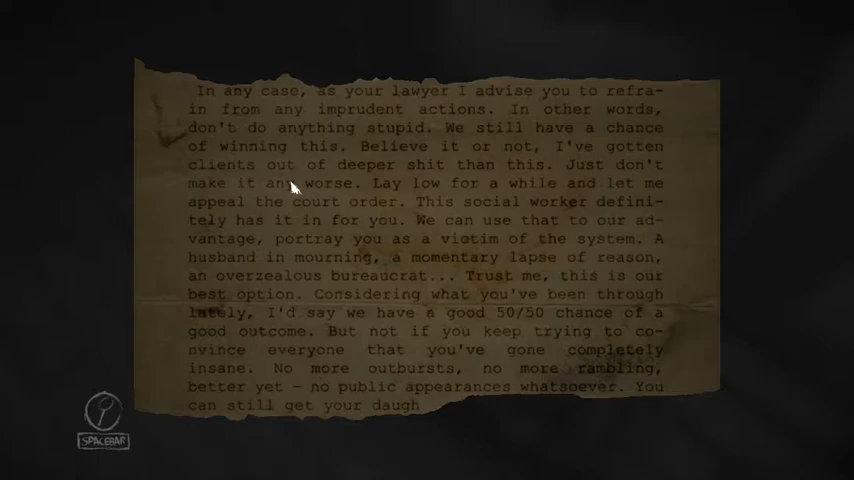 In any case, as your lawyer I advise you to refra-
in from any imprudent actions. In other words,
don't do anything stupid. We still have a chance
of winning this. Believe it or not, I've gotten
clients out of deeper shit than this. Just don't
make it any worse. Lay low for a while and let me
appeal the court order. This social worker defini-
tely has it in for you. We can use that to our ad-
vantage, portray you as a victim of the system. A
husband in mourning, a momentary lapse of reason,
an overzealous bureaucrat... Trust me, this is our
best option. Considering what you've been through
lately, I'd say we have a good 50/50 chance of a
good outcome. But not if you keep trying to co-
nvince everyone that you've gone completely
insane. No more outbursts, no more rambling,
better yet - no public appearances whatsoever. You
can still get your daugh
SPACEBAR